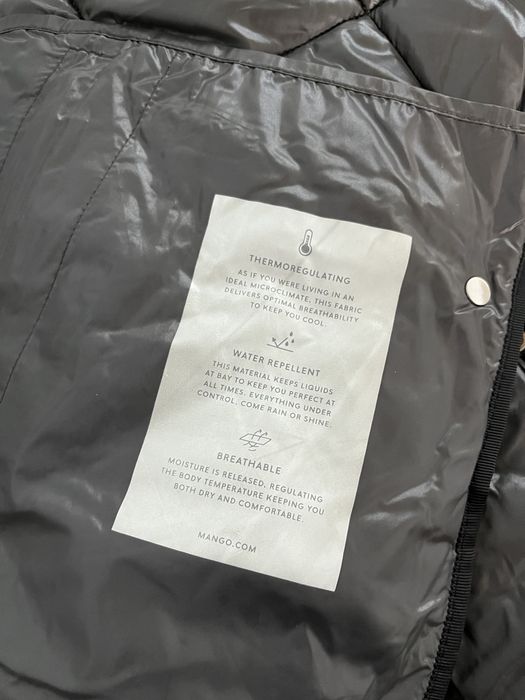 THERMOREGULATING
AS IF YOU WERE LIVING IN AN
IDEAL MICROCLIMATE, THIS FABRIC
DELIVERS OPTIMAL BREATHABILITY
TO KEEP YOU COOL.
WATER REPELLENT
THIS MATERIAL KEEPS LIQUIDS
AT BAY TO KEEP YOU PERFECT AT
ALL TIMES. EVERYTHING UNDER
CONTROL, COME RAIN OR SHINE.
BREATHABLE
MOISTURE IS RELEASED, REGULATING
THE BODY TEMPERATURE KEEPING YOU
BOTH DRY AND COMFORTABLE.
MANGO.COM